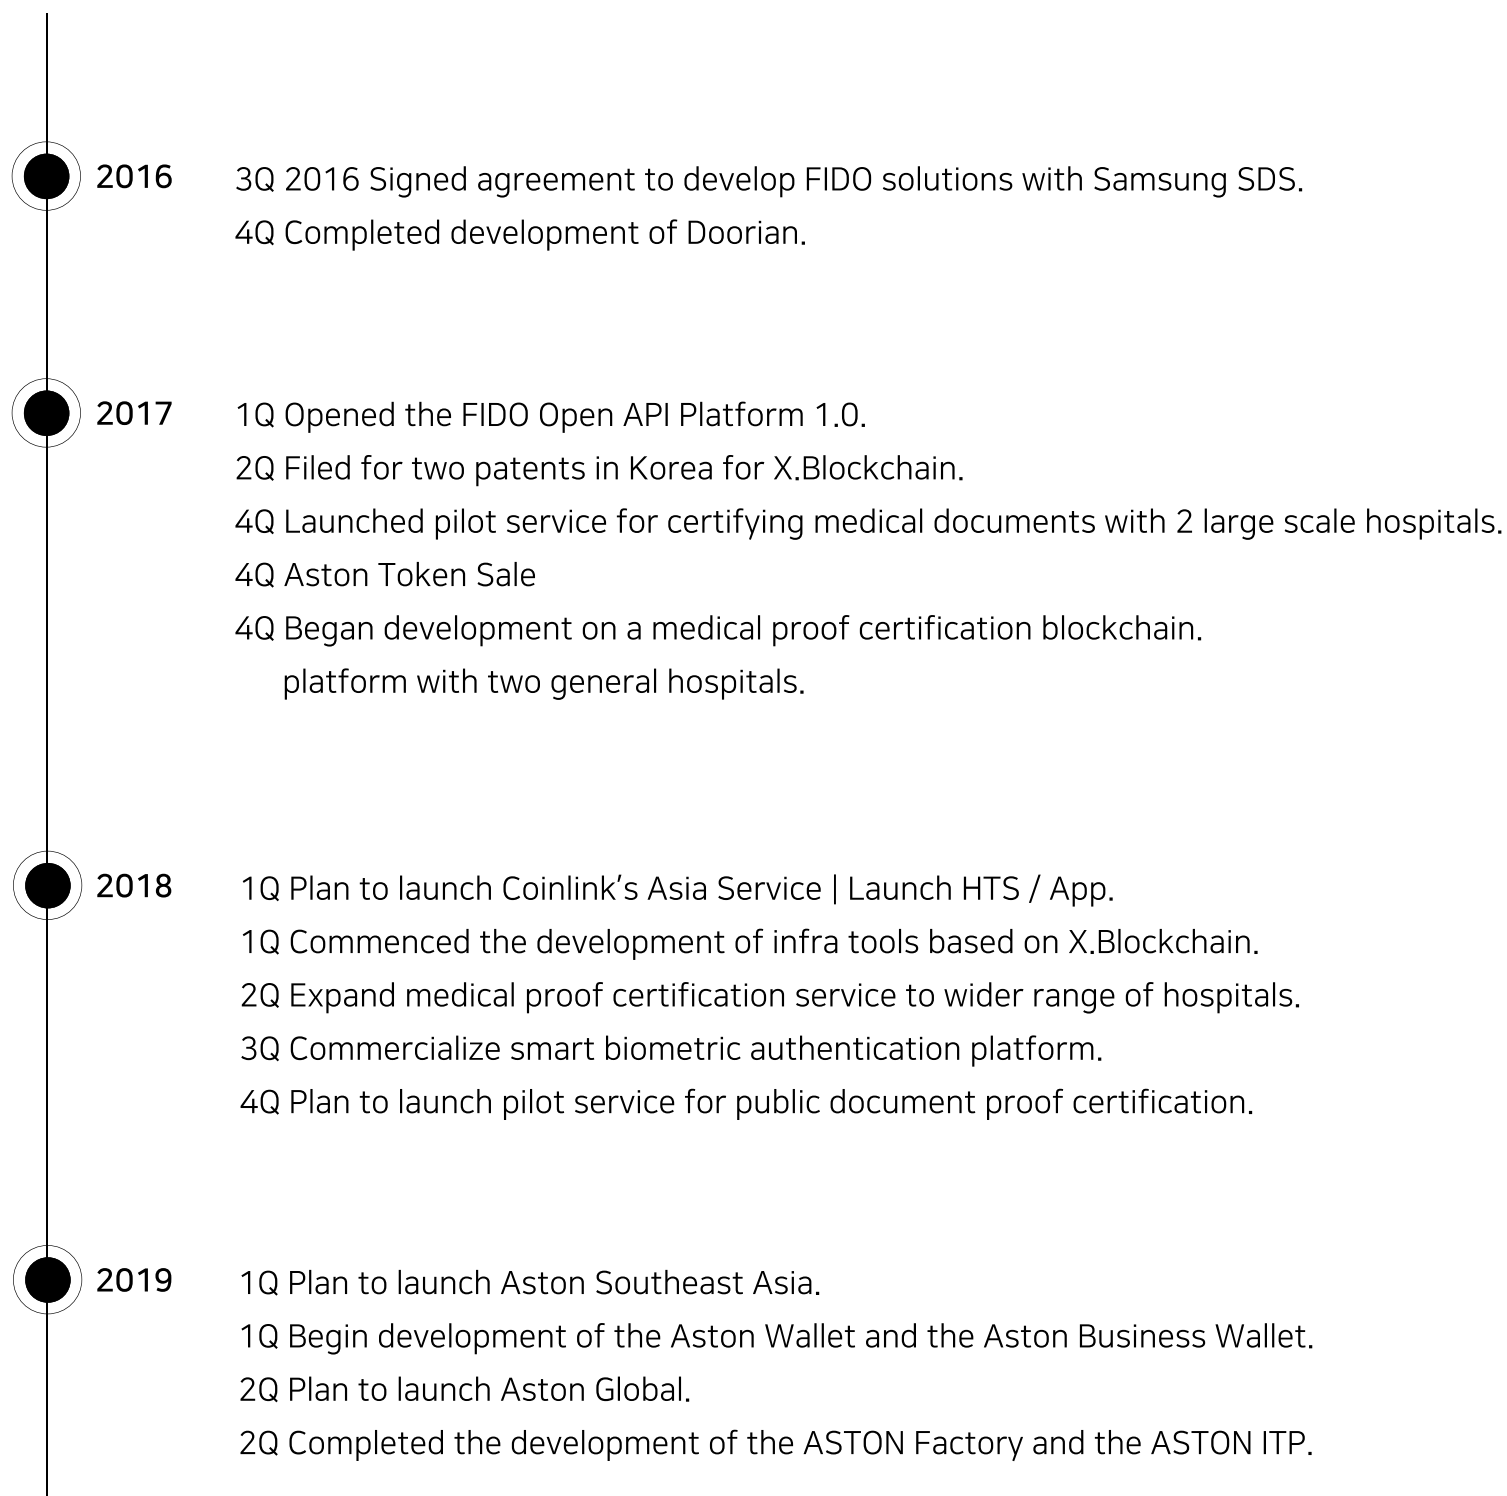 2016 3Q 2016 Signed agreement to develop FIDO solutions with Samsung SDS.
4Q Completed development of Doorian.
2017 1Q Opened the FIDO Open API Platform 1.0.
2Q Filed for two patents in Korea for X.Blockchain.
4Q Launched pilot service for certifying medical documents with 2 large scale hospitals.
4Q Aston Token Sale
4Q Began development on a medical proof certification blockchain.
platform with two general hospitals.
2018 1Q Plan to launch Coinlink's Asia Service | Launch HTS / App.
1Q Commenced the development of infra tools based on X.Blockchain.
2Q Expand medical proof certification service to wider range of hospitals.
3Q Commercialize smart biometric authentication platform.
4Q Plan to launch pilot service for public document proof certification.
2019 1Q Plan to launch Aston Southeast Asia.
1Q Begin development of the Aston Wallet and the Aston Business Wallet.
2Q Plan to launch Aston Global.
2Q Completed the development of the ASTON Factory and the ASTON ITP.